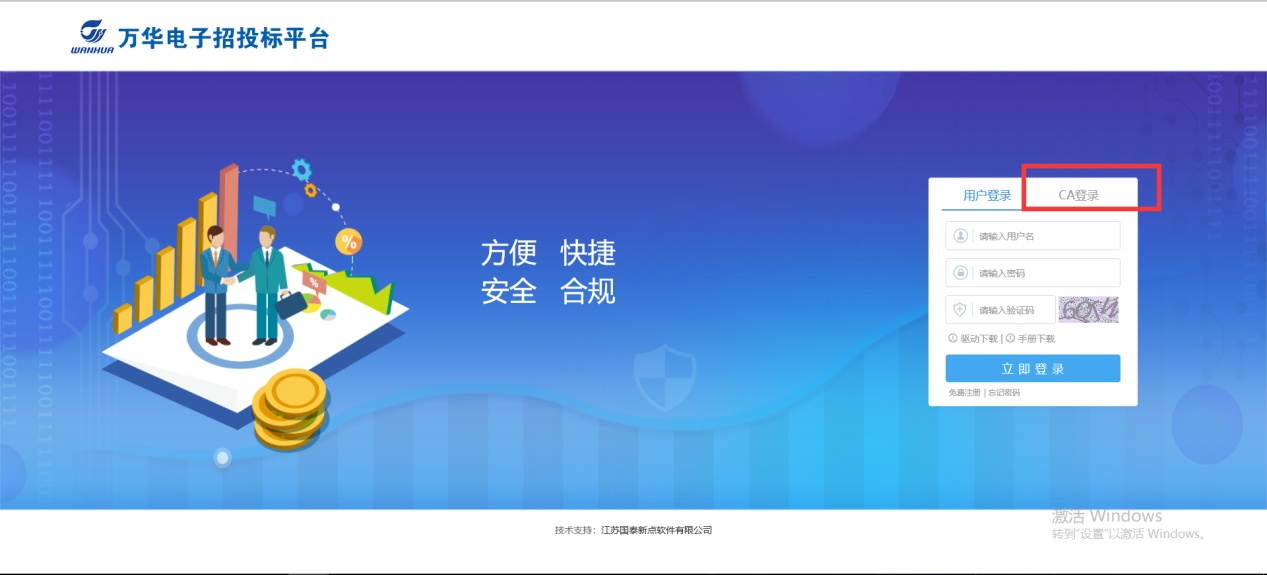 WANHUA 万华电子招投标平台
用户登录 CA登录
请输入用户名
方便 快捷
请输入密码
安全 合规
请输入验证码
驱动下载 | 手册下载
立即登录
免费注册 | 忘记密码
%
%
技术支持：江苏国泰新点软件有限公司
激活 Windows
转到"设置"以激活 Windows。